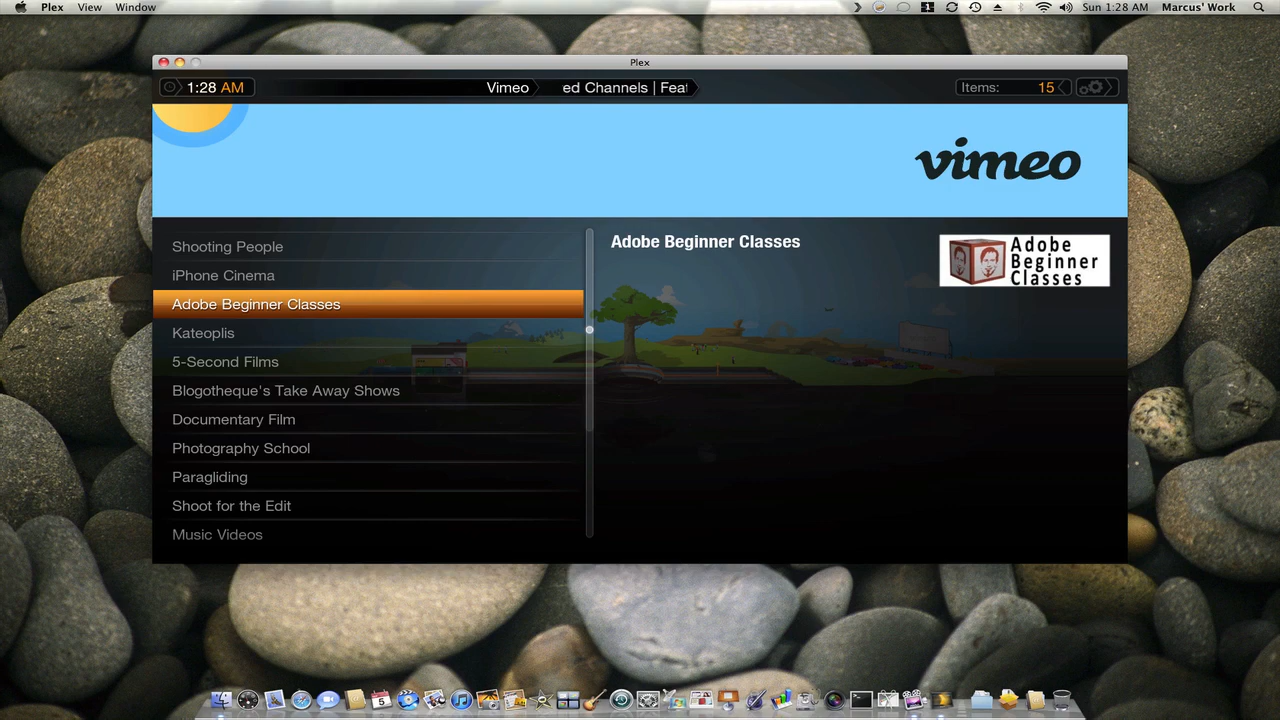 Plex View Window Sun 1:28 AM Marcus' Work
Plex
1:28 AM Vimeo ed Channels | Feat Items: 15
vimeo
Shooting People
iPhone Cinema
Adobe Beginner Classes
Kateoplis
5-Second Films
Blogotheque's Take Away Shows
Documentary Film
Photography School
Paragliding
Shoot for the Edit
Music Videos
Adobe Beginner Classes
Adobe
Beginner
Classes
5